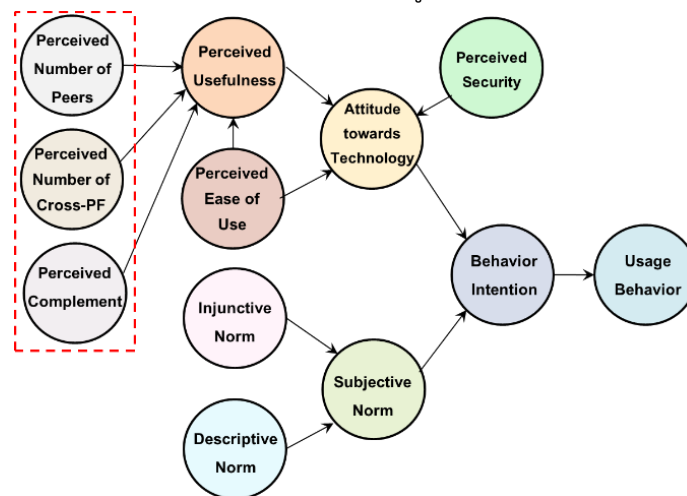 Perceived
Number of
Peers
Perceived
Usefulness
Perceived
Security
Attitude
towards
Technology
Perceived
Number of
Cross-PF
Perceived
Ease of
Use
Perceived
Complement
Behavior
Intention
Usage
Behavior
Injunctive
Norm
Subjective
Norm
Descriptive
Norm